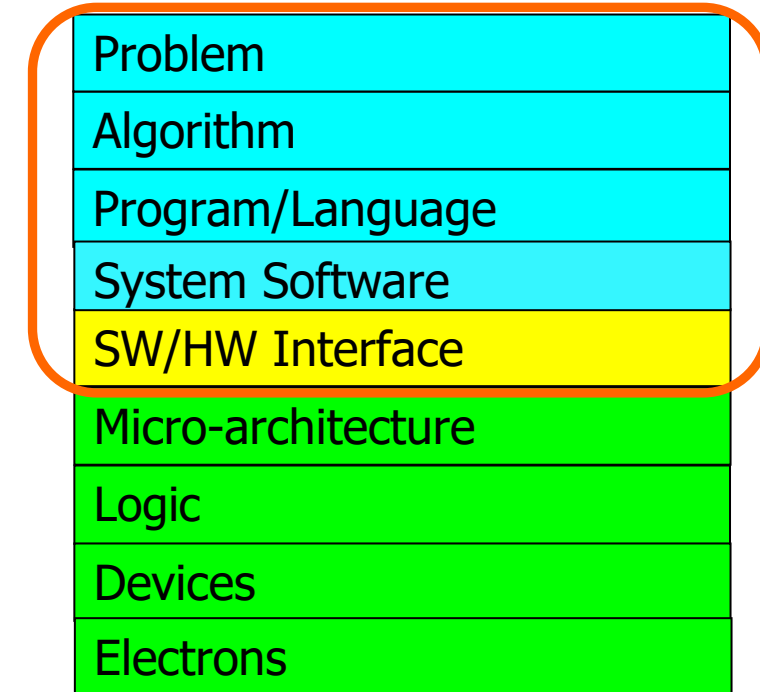 Problem
Algorithm
Program/Language
System Software
SW/HW Interface
Micro-architecture
Logic
Devices
Electrons